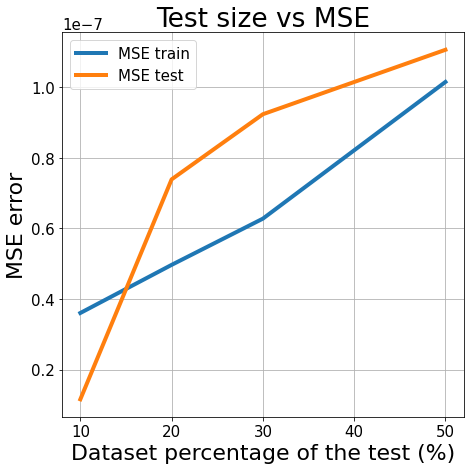 Test size vs MSE
1e−7
MSE train
MSE test
1.0
0.8
0.6
0.4
0.2
MSE error
10 20 30 40 50
Dataset percentage of the test (%)